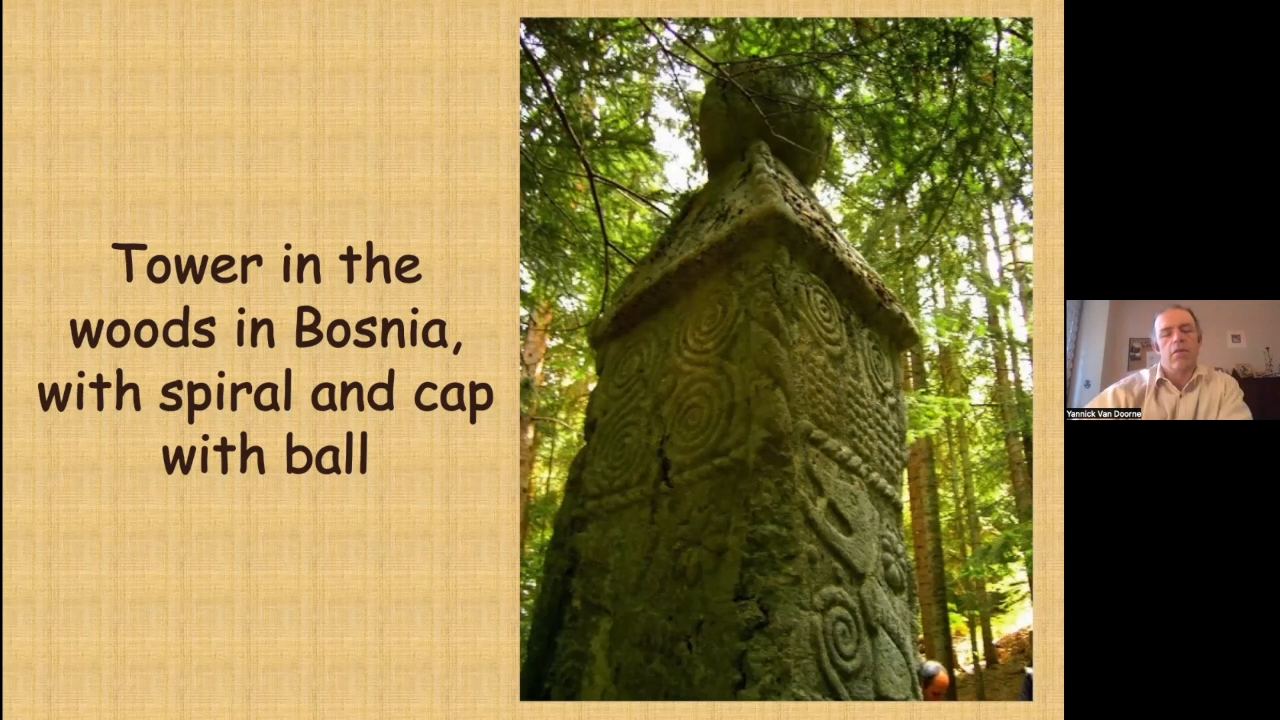 Tower in the
woods in Bosnia,
with spiral and cap
with ball
Yannick Van Doorne